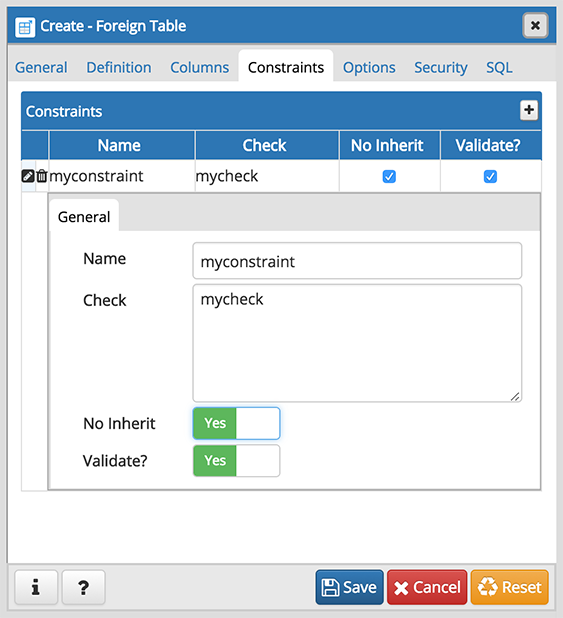 Create - Foreign Table
General Definition Columns Constraints Options Security SQL
Constraints
Name Check No Inherit Validate?
myconstraint mycheck
General
Name myconstraint
Check mycheck
No Inherit Yes
Validate? Yes
i ? Save Cancel Reset